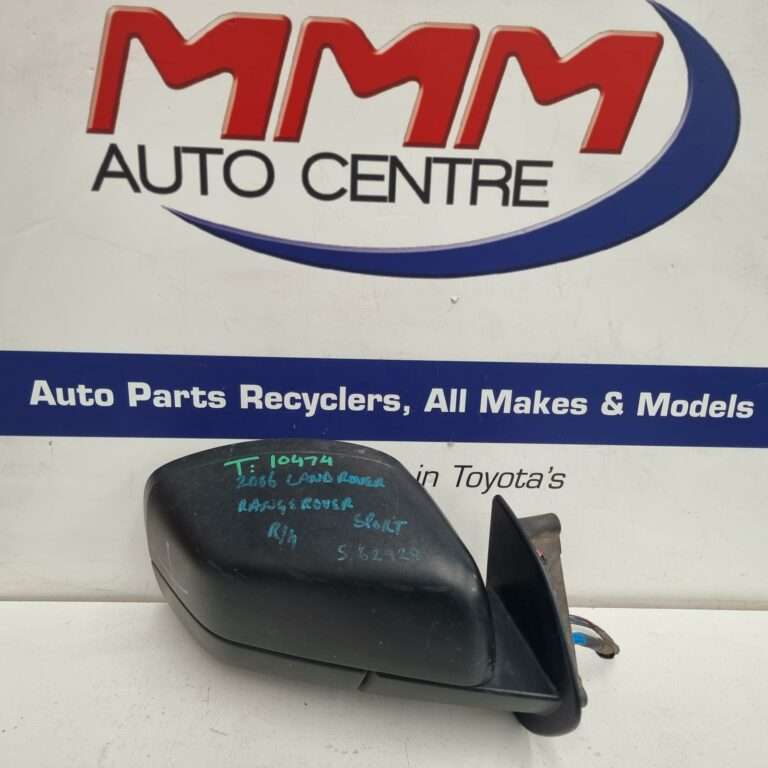 MMM
AUTO CENTRE
Auto Parts Recyclers, All Makes & Models
in Toyota's
T: 10474
2006 LAND ROVER
RANGE ROVER
SPORT
R/H